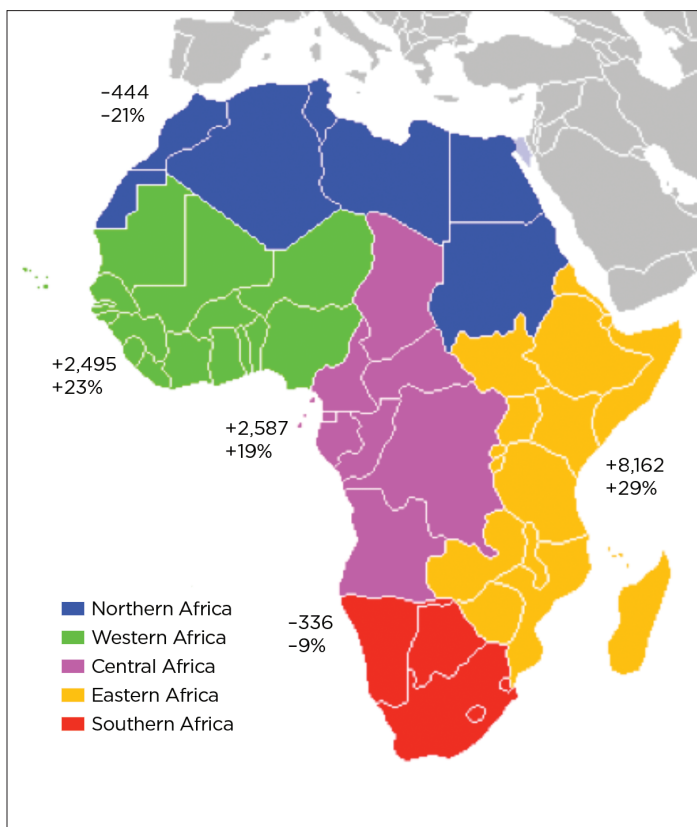 –444
–21%
+2,495
+23%
+2,587
+19%
+8,162
+29%
–336
–9%
Northern Africa
Western Africa
Central Africa
Eastern Africa
Southern Africa